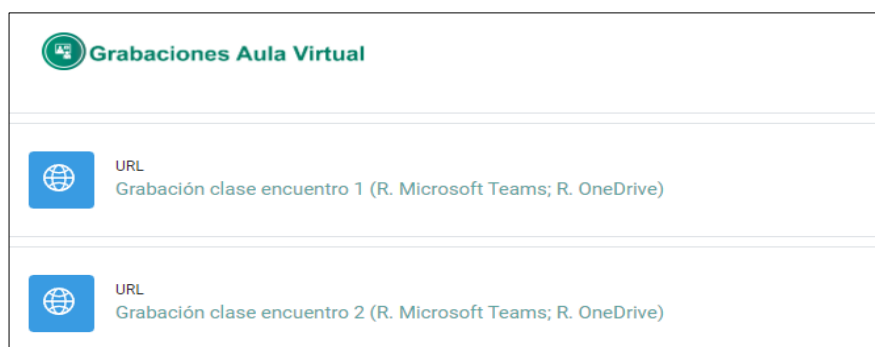 Grabaciones Aula Virtual
URL
Grabación clase encuentro 1 (R. Microsoft Teams; R. OneDrive)
URL
Grabación clase encuentro 2 (R. Microsoft Teams; R. OneDrive)